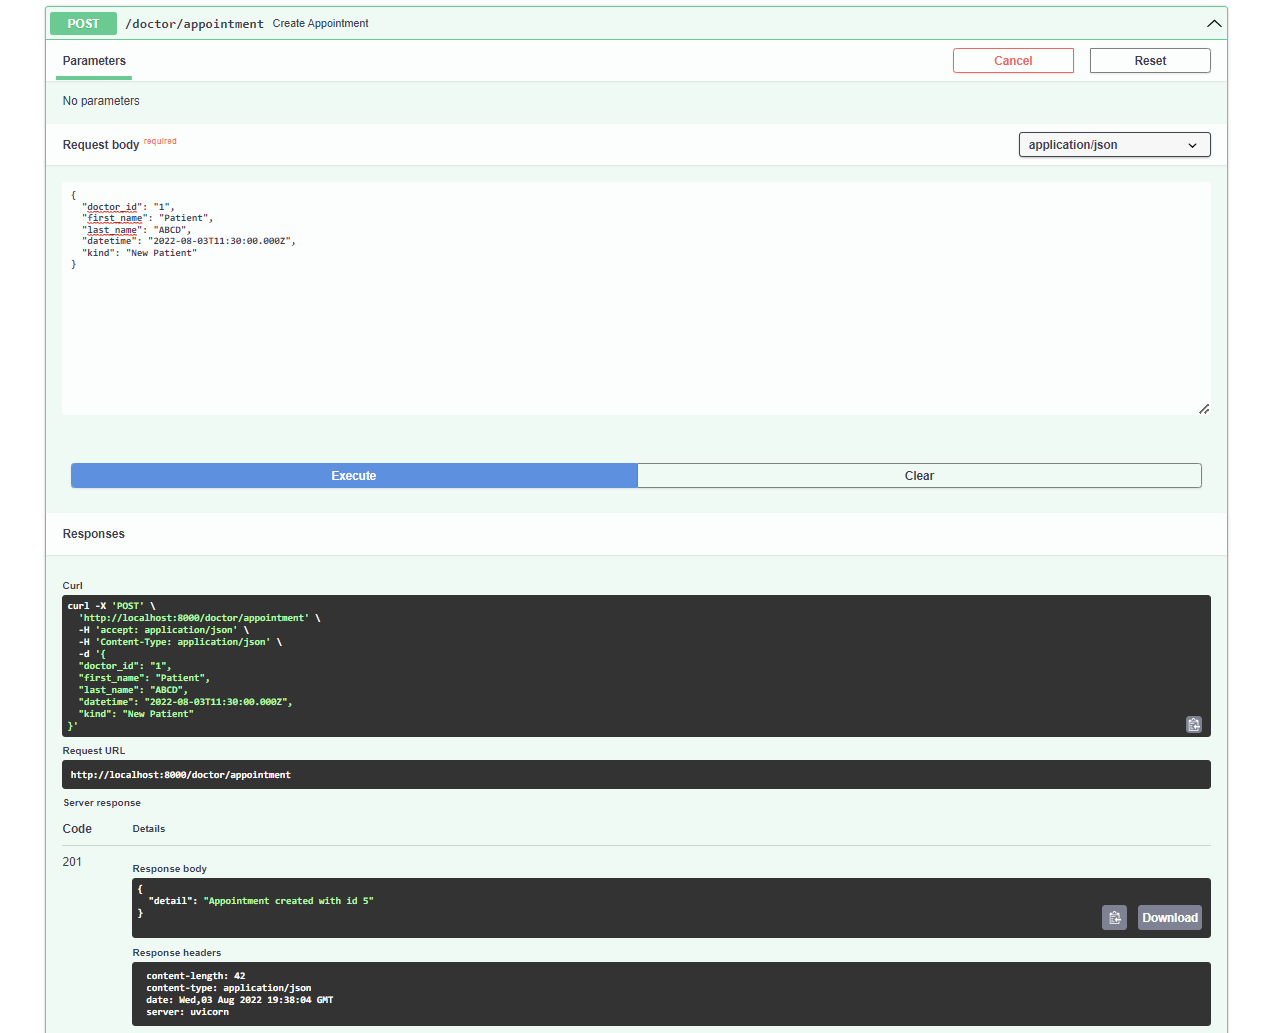 POST /doctor/appointment Create Appointment
Parameters
Cancel
Reset
No parameters
Request body required
application/json
{
  "doctor_id": "1",
  "first_name": "Patient",
  "last_name": "ABCD",
  "datetime": "2022-08-03T11:30:00.000Z",
  "kind": "New Patient"
}
Execute
Clear
Responses
Curl
curl -X 'POST' \
  'http://localhost:8000/doctor/appointment' \
  -H 'accept: application/json' \
  -H 'Content-Type: application/json' \
  -d '{
  "doctor_id": "1",
  "first_name": "Patient",
  "last_name": "ABCD",
  "datetime": "2022-08-03T11:30:00.000Z",
  "kind": "New Patient"
}'
Request URL
http://localhost:8000/doctor/appointment
Server response
Code Details
201
Response body
{
  "detail": "Appointment created with id 5"
}
Download
Response headers
content-length: 42
content-type: application/json
date: Wed,03 Aug 2022 19:38:04 GMT
server: uvicorn